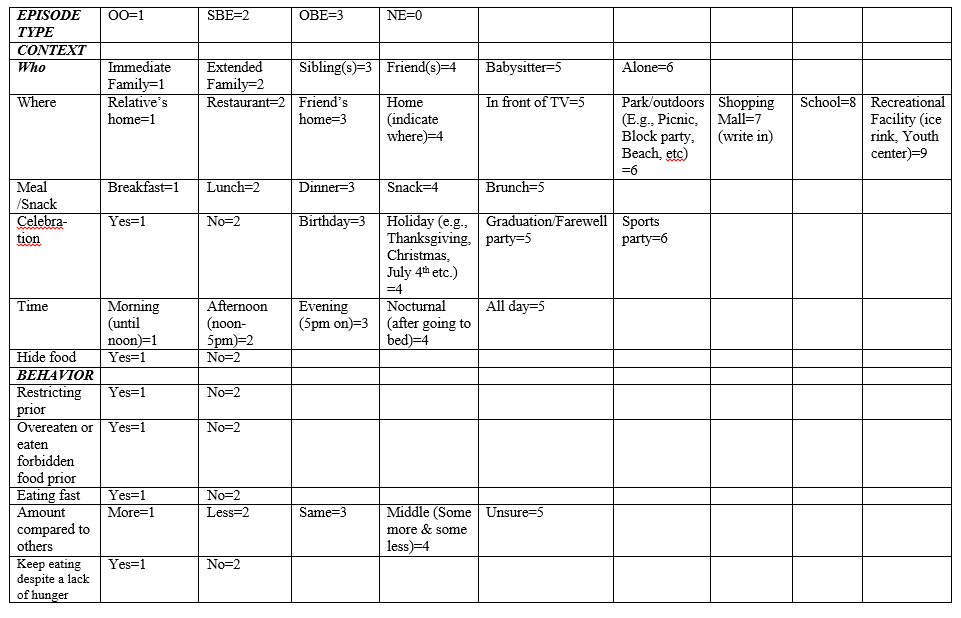 EPISODE TYPE OO=1 SBE=2 OBE=3 NE=0
CONTEXT
Who Immediate Family=1 Extended Family=2 Sibling(s)=3 Friend(s)=4 Babysitter=5 Alone=6
Where Relative's home=1 Restaurant=2 Friend's home=3 Home (indicate where)=4 In front of TV=5 Park/outdoors (E.g., Picnic, Block party, Beach, etc) =6 Shopping Mall=7 (write in) School=8 Recreational Facility (ice rink, Youth center)=9
Meal /Snack Breakfast=1 Lunch=2 Dinner=3 Snack=4 Brunch=5
Celebra-tion Yes=1 No=2 Birthday=3 Holiday (e.g., Thanksgiving, Christmas, July 4th etc.) =4 Graduation/Farewell party=5 Sports party=6
Time Morning (until noon)=1 Afternoon (noon-5pm)=2 Evening (5pm on)=3 Nocturnal (after going to bed)=4 All day=5
Hide food Yes=1 No=2
BEHAVIOR
Restricting prior Yes=1 No=2
Overeaten or eaten forbidden food prior Yes=1 No=2
Eating fast Yes=1 No=2
Amount compared to others More=1 Less=2 Same=3 Middle (Some more & some less)=4 Unsure=5
Keep eating despite a lack of hunger Yes=1 No=2